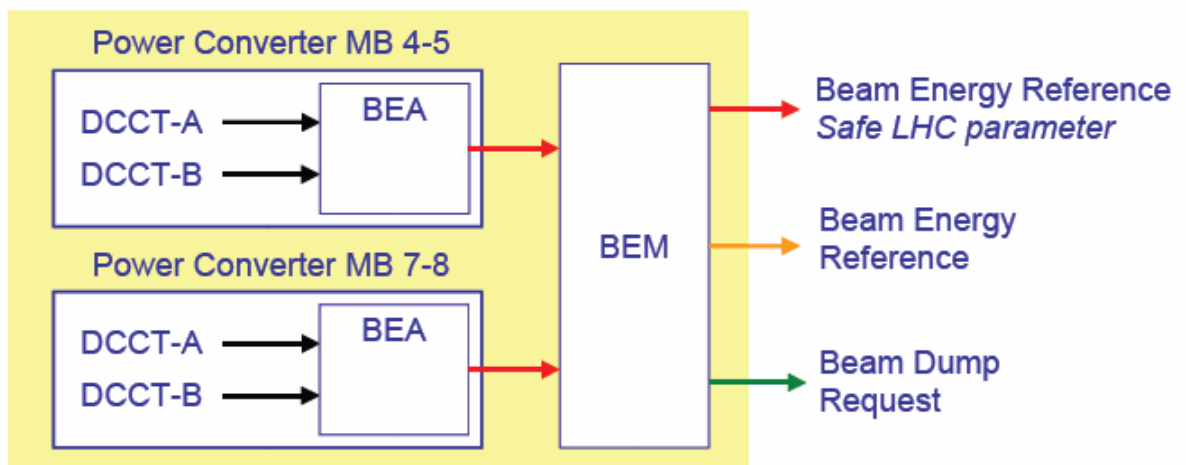 Power Converter MB 4-5
DCCT-A
BEA
DCCT-B
Power Converter MB 7-8
DCCT-A
BEA
DCCT-B
BEM
Beam Energy Reference
Safe LHC parameter
Beam Energy
Reference
Beam Dump
Request